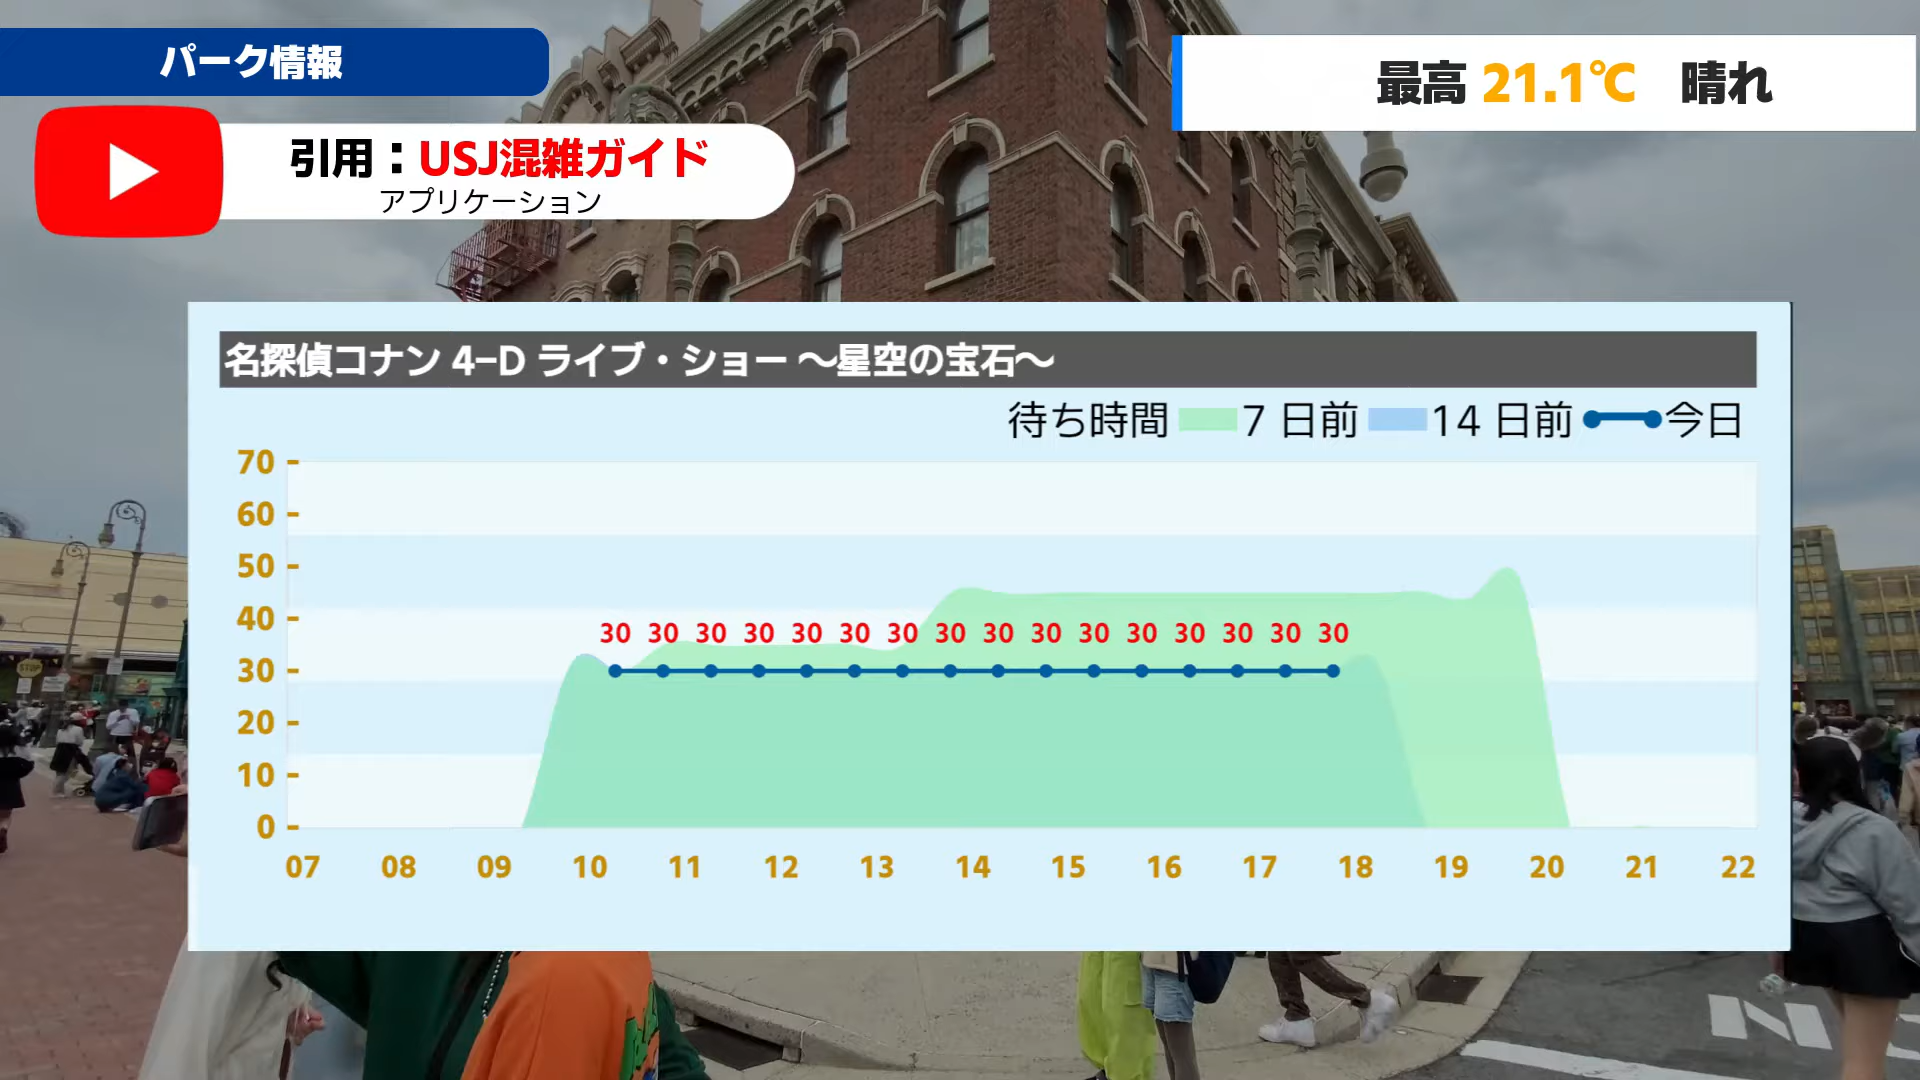 パーク情報
最高 21.1℃ 晴れ
引用：USJ混雑ガイド
アプリケーション
名探偵コナン 4-D ライブ・ショー ～星空の宝石～
待ち時間 7 日前 14 日前 今日
70
60
50
40
30 30 30 30 30 30 30 30 30 30 30 30 30 30 30 30
30
20
10
0
07 08 09 10 11 12 13 14 15 16 17 18 19 20 21 22
STOP